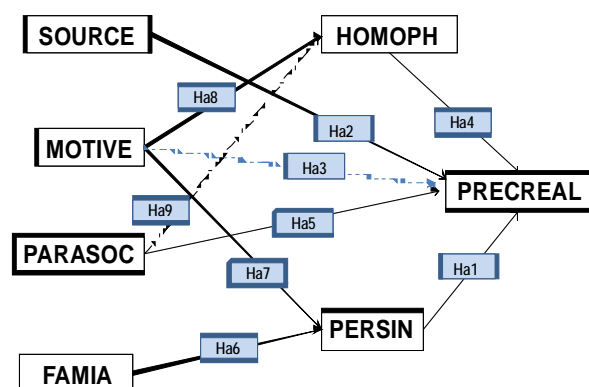 SOURCE
HOMOPH
Ha8
Ha2
Ha4
MOTIVE
Ha3
PRECREAL
Ha9
Ha5
PARASOC
Ha7
Ha1
PERSIN
Ha6
FAMIA